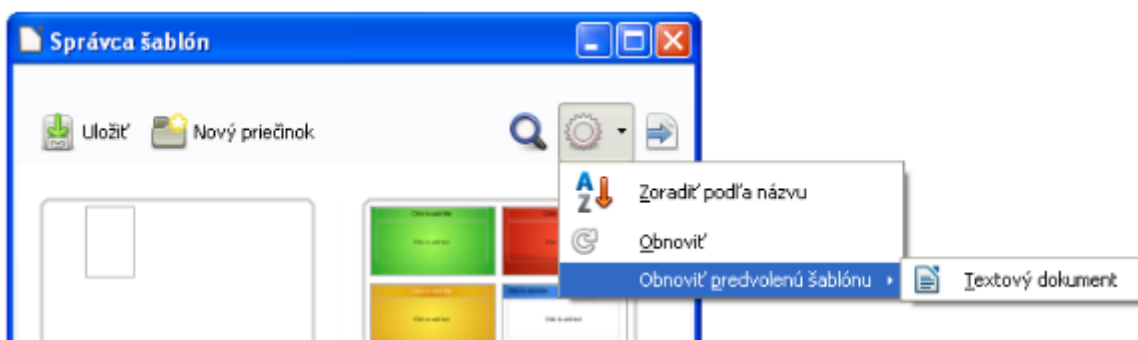 Správca šablón
Uložiť Nový priečinok
Zoradiť podľa názvu
Obnoviť
Obnoviť predvolenú šablónu
Textový dokument